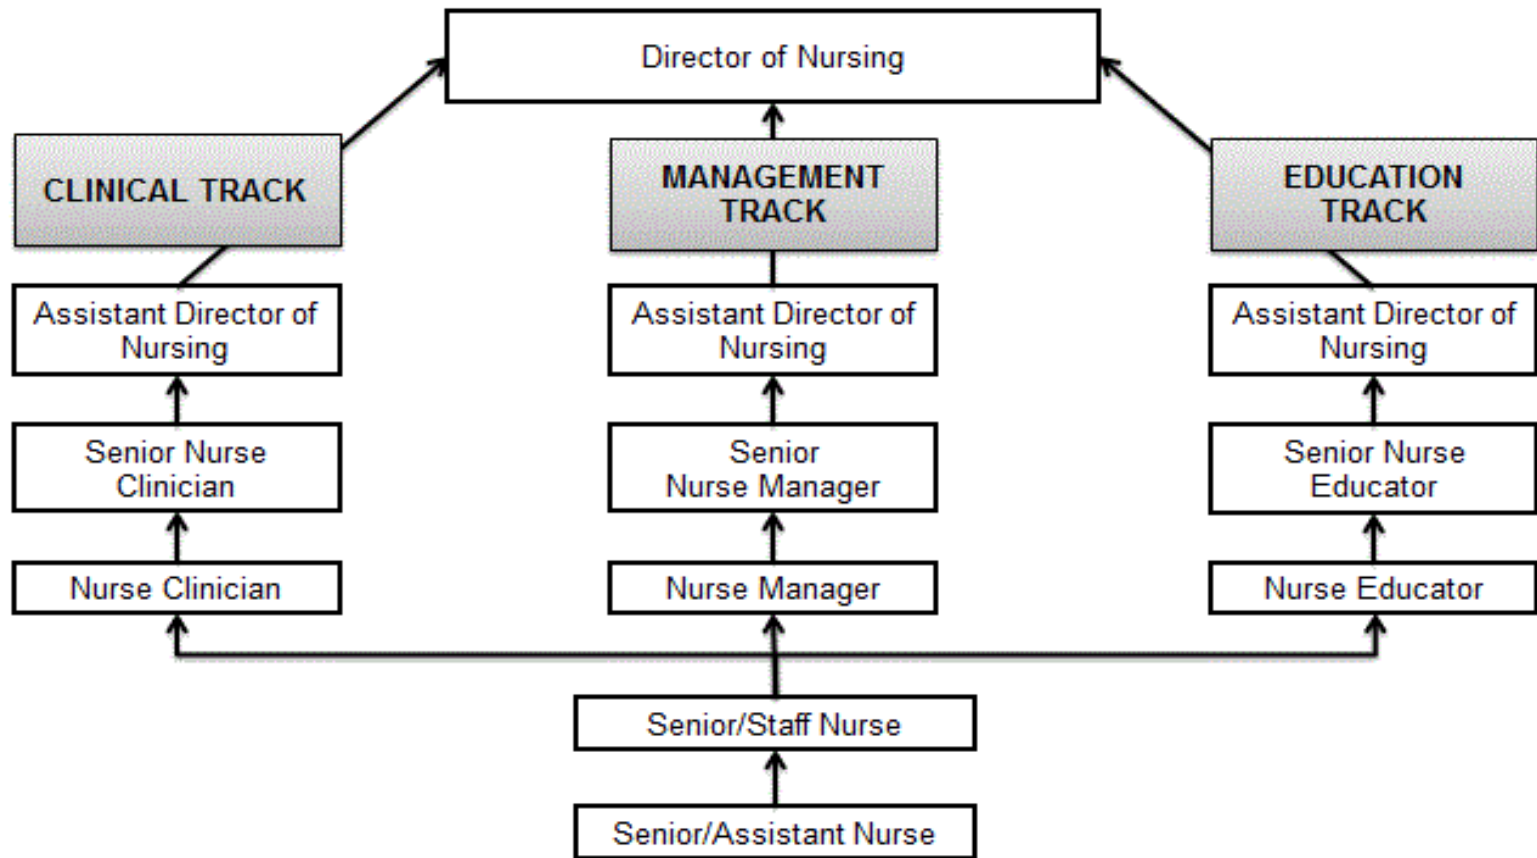 Director of Nursing
CLINICAL TRACK
MANAGEMENT
TRACK
EDUCATION
TRACK
Assistant Director of
Nursing
Assistant Director of
Nursing
Assistant Director of
Nursing
Senior Nurse
Clinician
Senior
Nurse Manager
Senior Nurse
Educator
Nurse Clinician
Nurse Manager
Nurse Educator
Senior/Staff Nurse
Senior/Assistant Nurse